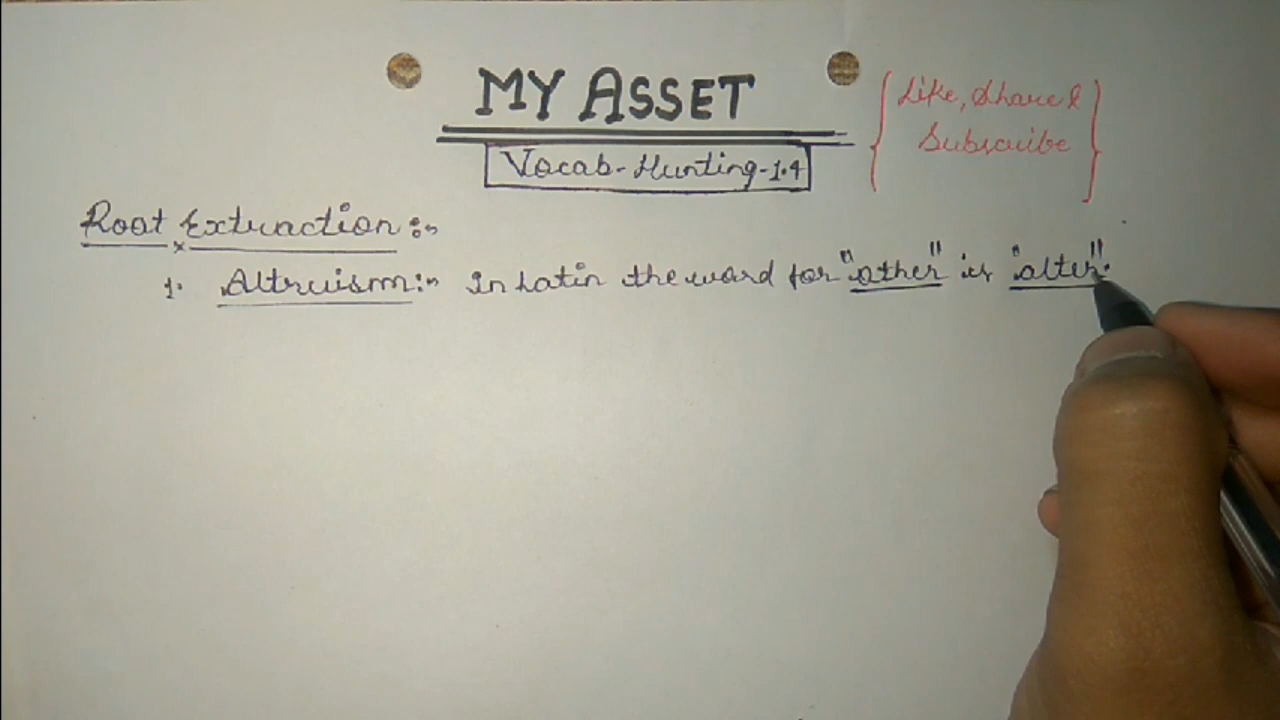 MY ASSET
{Like, Share &
Subscribe}
Vocab-Hunting-1.4
Root Extraction :-
1. Altruism:- In Latin the word for "other" is "alter".